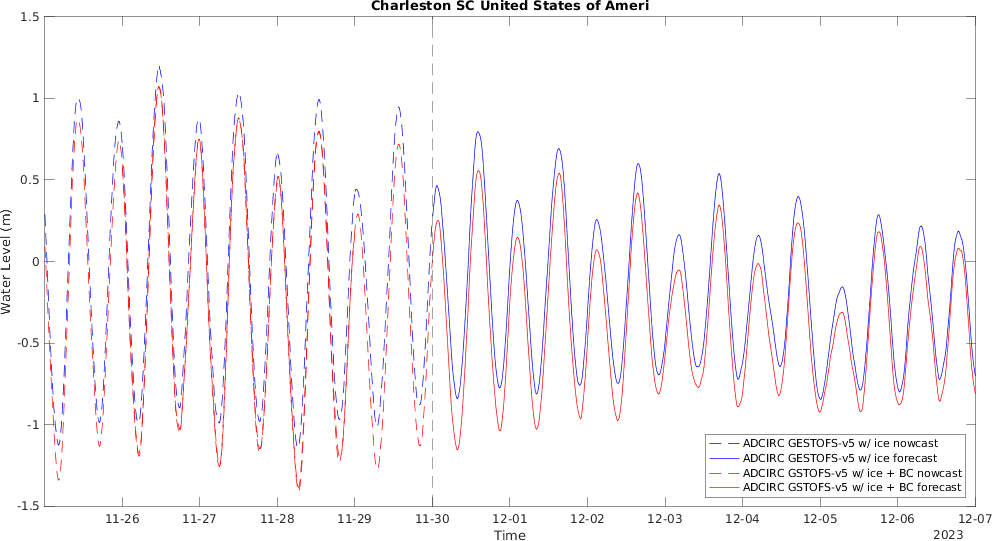 Charleston SC United States of Ameri
1.5
1
0.5
0
-0.5
-1
-1.5
Water Level (m)
ADCIRC GESTOFS-v5 w/ ice nowcast
ADCIRC GESTOFS-v5 w/ ice forecast
ADCIRC GSTOFS-v5 w/ ice + BC nowcast
ADCIRC GSTOFS-v5 w/ ice + BC forecast
11-26 11-27 11-28 11-29 11-30 12-01 12-02 12-03 12-04 12-05 12-06 12-07
Time
2023